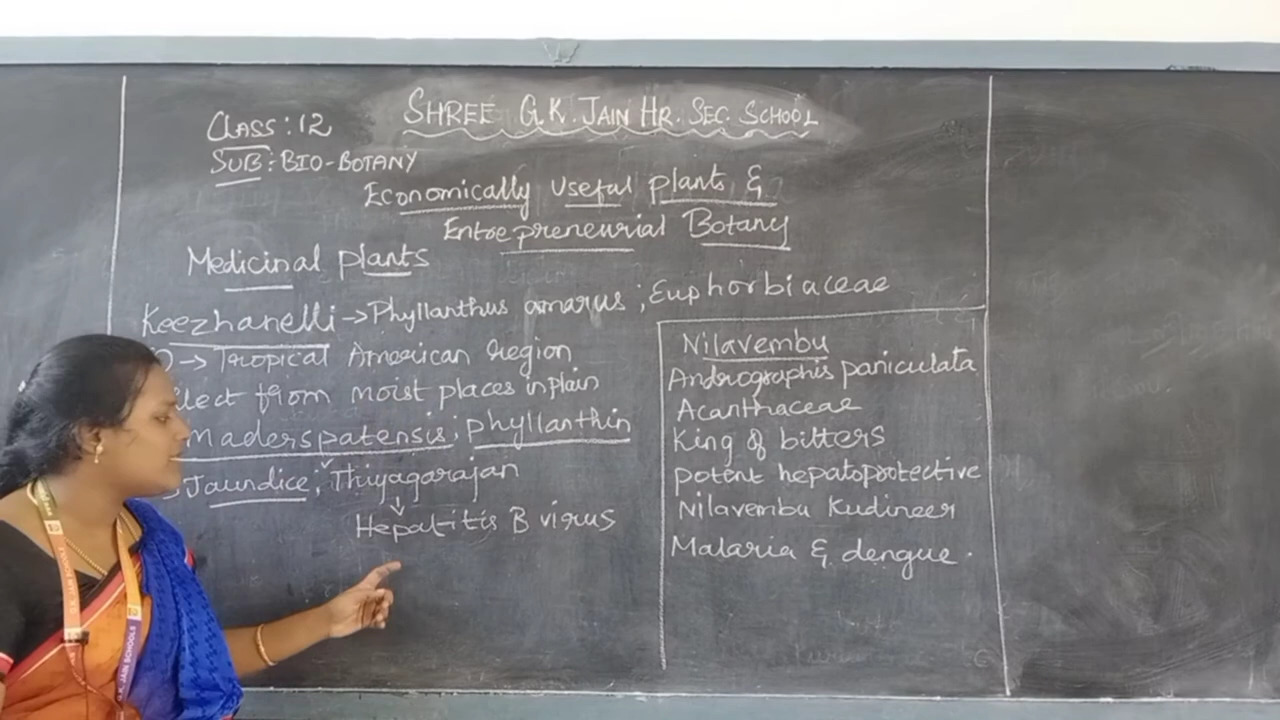 SHREE G.K. JAIN HR. SEC. SCHOOL
CLASS: 12
SUB: BIO-BOTANY
Economically useful plants &
Entrepreneurial Botany
Medicinal plants
Keezhanelli → Phyllanthus amarus ; Euphorbiaceae
→ Tropical American region
from moist places in plain
maderspatensis ; phyllanthin
Jaundice ; Thiyagarajan
↓
Hepatitis B virus
Nilavembu
Andrographis paniculata
Acanthaceae
King of bitters
potent hepatoprotective
Nilavembu Kudineer
Malaria & dengue.
G.K. JAIN SCHOOLS